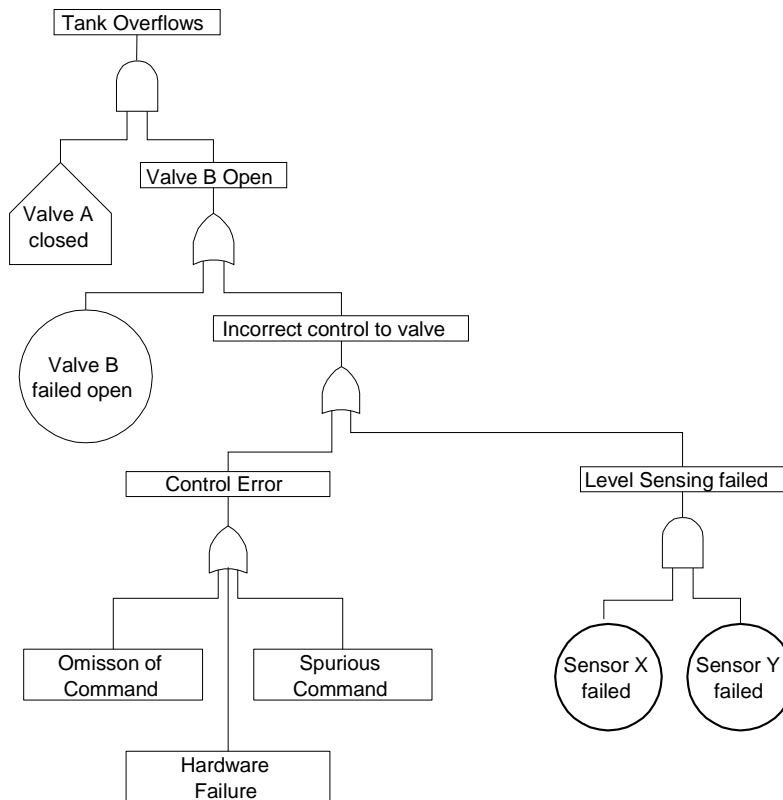 Tank Overflows
Valve B Open
Valve A
closed
Incorrect control to valve
Valve B
failed open
Control Error
Level Sensing failed
Omisson of
Command
Spurious
Command
Sensor X
failed
Sensor Y
failed
Hardware
Failure